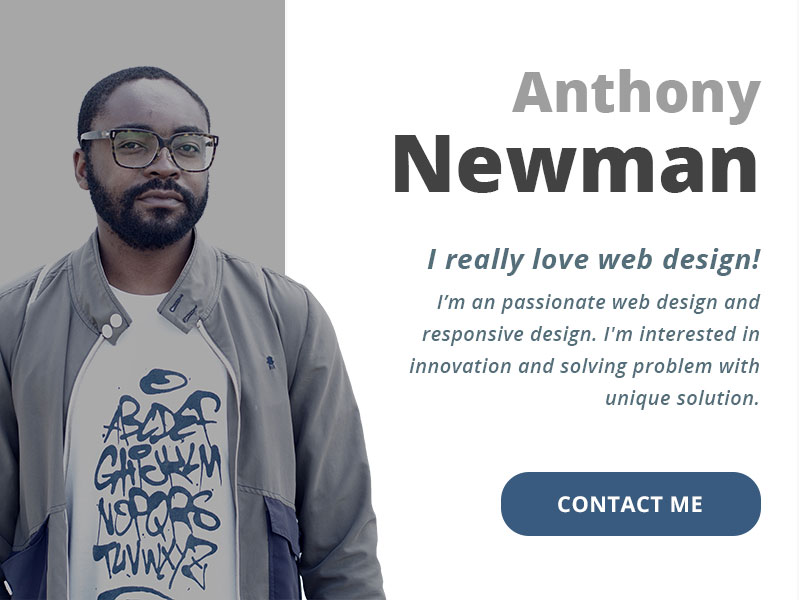 Anthony
Newman
I really love web design!
I’m an passionate web design and
responsive design. I'm interested in
innovation and solving problem with
unique solution.
CONTACT ME
ABCDEF
GHIJKLM
NOPQRS
TUVWXYZ